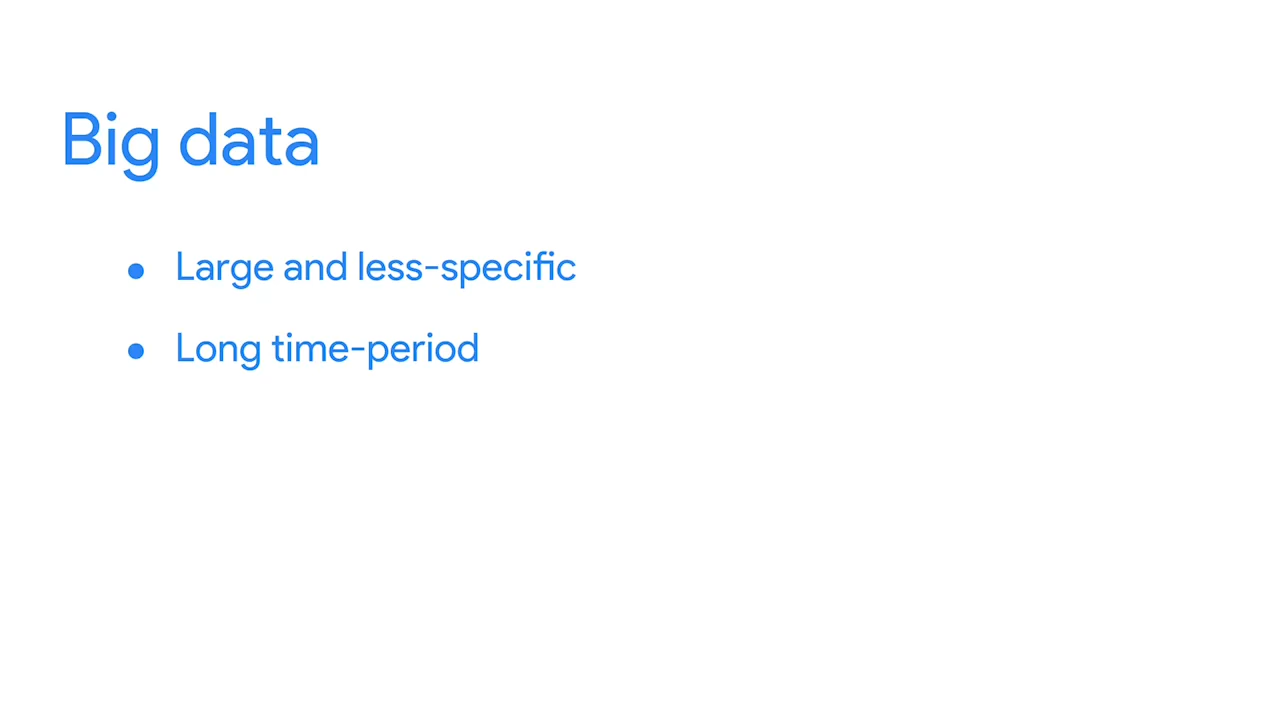 Big data
● Large and less-specific
● Long time-period